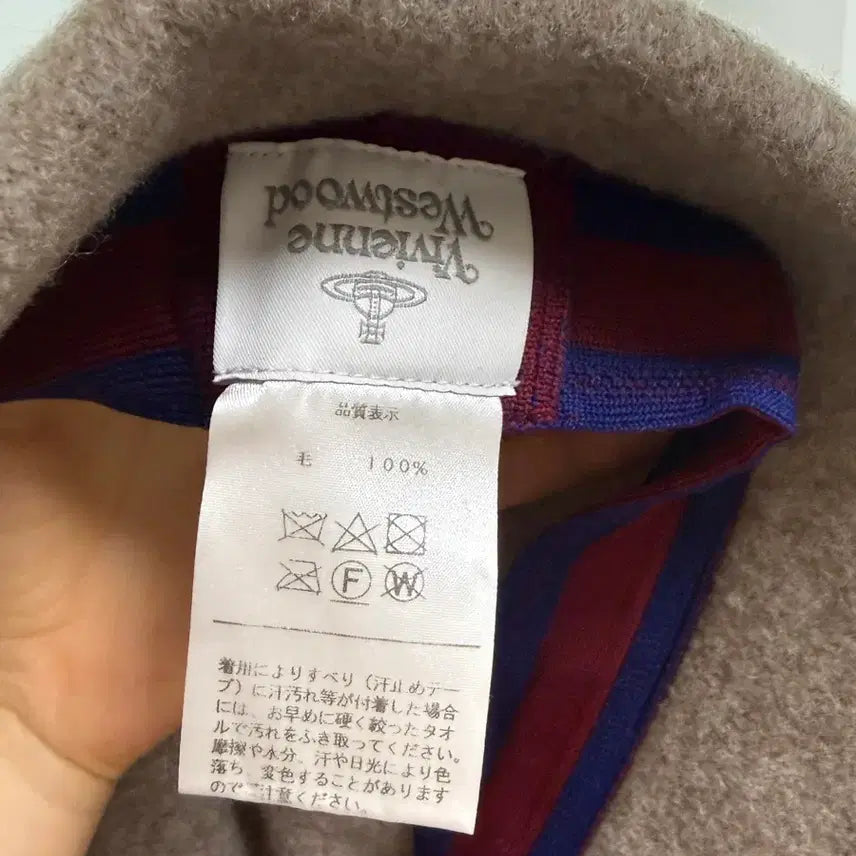 Vivienne
Westwood
品質表示
毛 100%
F W
着用によりすべり（汗止めテー
プ）に汗汚れ等が付着した場合
には、お早めに硬く絞ったタオ
ルで汚れをふき取ってください。
摩擦や水分、汗や日光により色
落ち、変色することがあります
のでご注意ください。